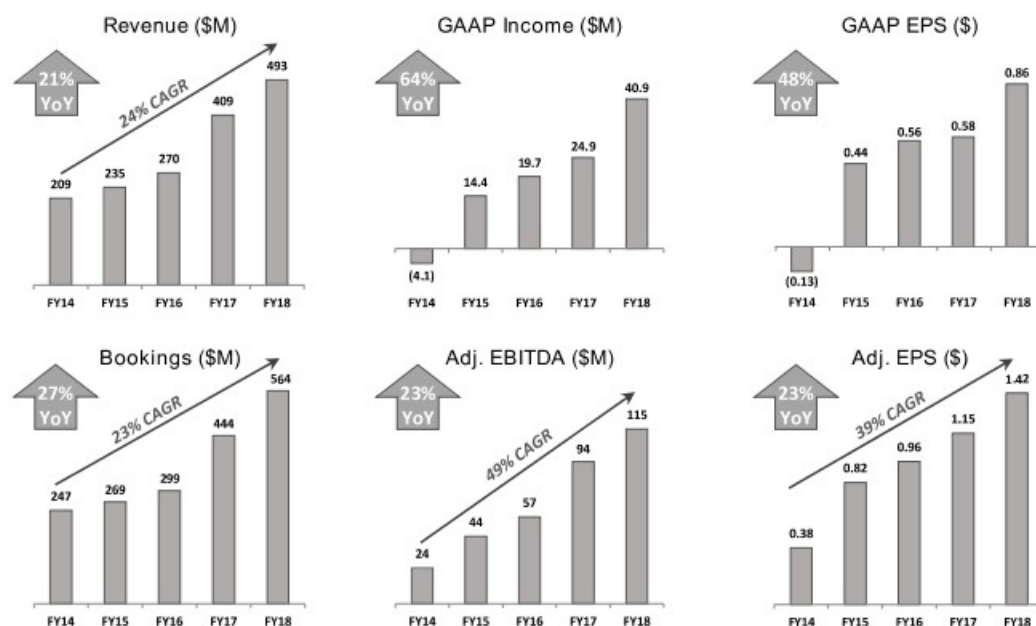 Revenue ($M)
21%
YoY
24% CAGR
209
235
270
409
493
FY14 FY15 FY16 FY17 FY18
GAAP Income ($M)
64%
YoY
(4.1)
14.4
19.7
24.9
40.9
FY14 FY15 FY16 FY17 FY18
GAAP EPS ($)
48%
YoY
(0.13)
0.44
0.56
0.58
0.86
FY14 FY15 FY16 FY17 FY18
Bookings ($M)
27%
YoY
23% CAGR
247
269
299
444
564
FY14 FY15 FY16 FY17 FY18
Adj. EBITDA ($M)
23%
YoY
49% CAGR
24
44
57
94
115
FY14 FY15 FY16 FY17 FY18
Adj. EPS ($)
23%
YoY
39% CAGR
0.38
0.82
0.96
1.15
1.42
FY14 FY15 FY16 FY17 FY18